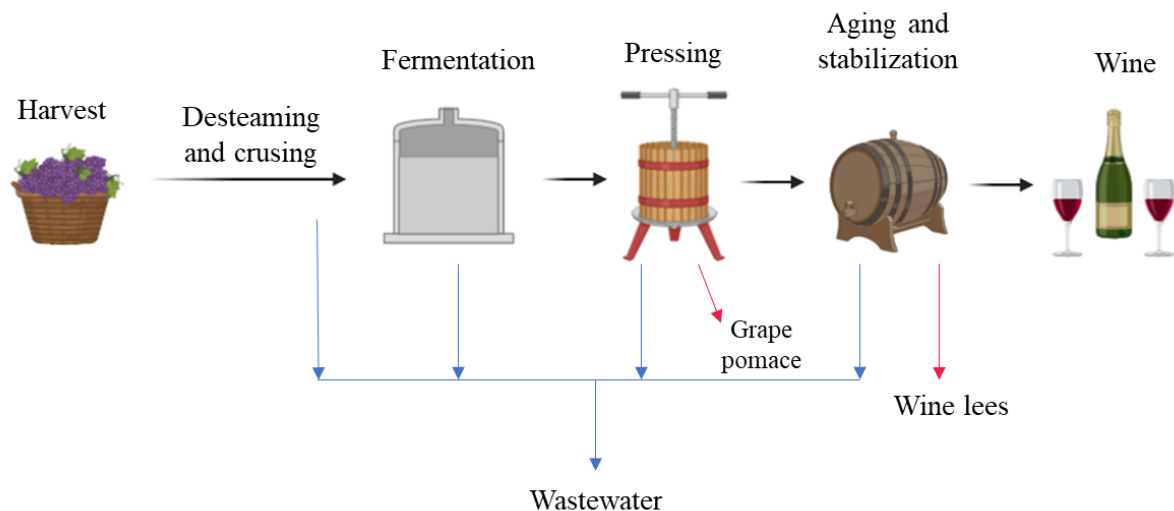 Harvest
Desteaming
and crusing
Fermentation
Pressing
Aging and
stabilization
Wine
Grape
pomace
Wine lees
Wastewater